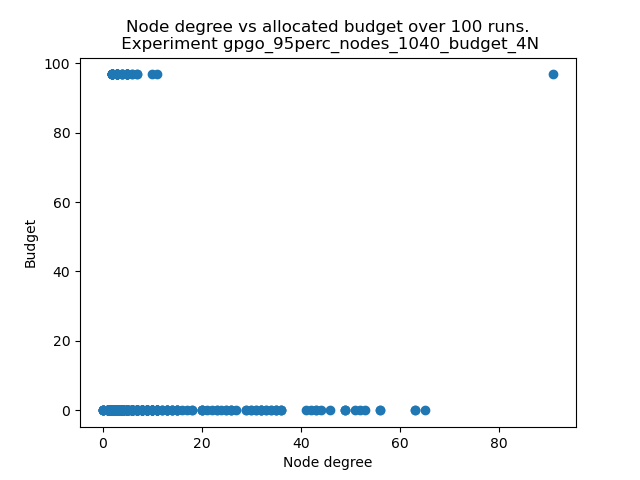 Node degree vs allocated budget over 100 runs.
Experiment gpgo_95perc_nodes_1040_budget_4N
100
80
60
40
20
0
Budget
0 20 40 60 80
Node degree